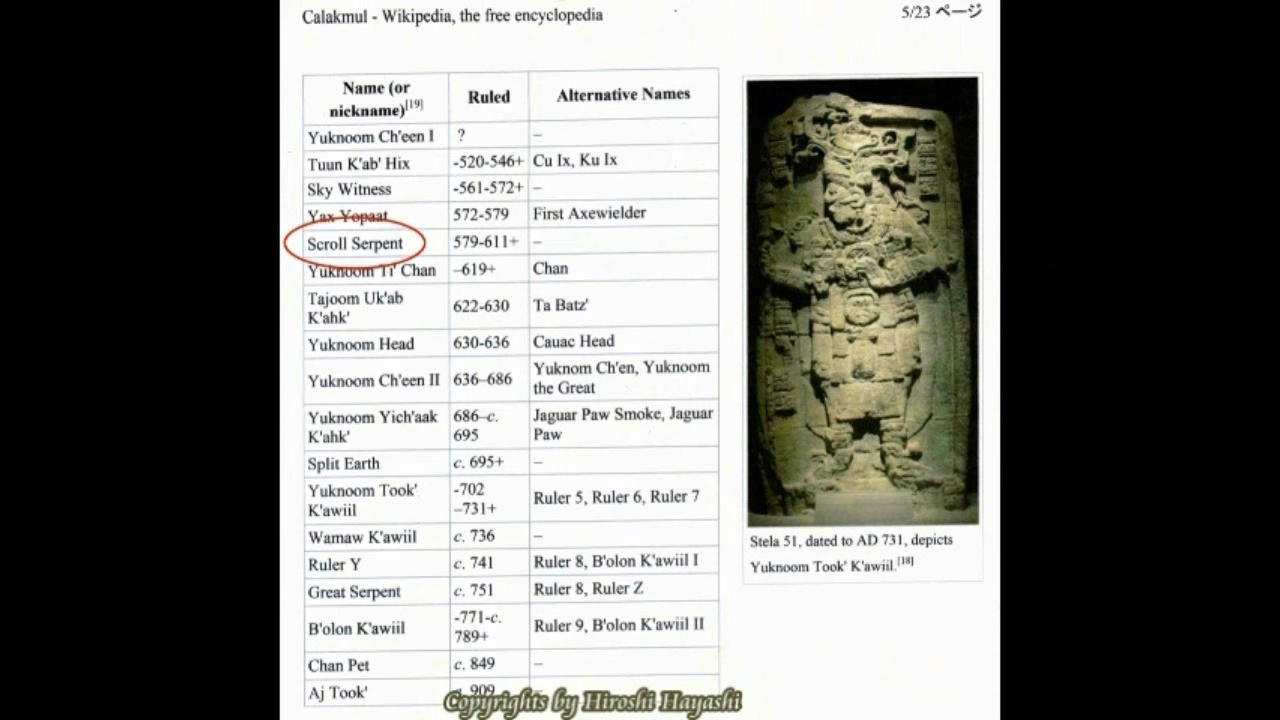 Calakmul - Wikipedia, the free encyclopedia
5/23 ページ
Name (or nickname)[19] Ruled Alternative Names
Yuknoom Ch'een I ? –
Tuun K'ab' Hix -520-546+ Cu Ix, Ku Ix
Sky Witness -561-572+ –
Yax Yopaat 572-579 First Axewielder
Scroll Serpent 579-611+ –
Yuknoom Ti' Chan –619+ Chan
Tajoom Uk'ab K'ahk' 622-630 Ta Batz'
Yuknoom Head 630-636 Cauac Head
Yuknoom Ch'een II 636–686 Yuknom Ch'en, Yuknoom the Great
Yuknoom Yich'aak K'ahk' 686–c. 695 Jaguar Paw Smoke, Jaguar Paw
Split Earth c. 695+ –
Yuknoom Took' K'awiil -702 –731+ Ruler 5, Ruler 6, Ruler 7
Wamaw K'awiil c. 736 –
Ruler Y c. 741 Ruler 8, B'olon K'awiil I
Great Serpent c. 751 Ruler 8, Ruler Z
B'olon K'awiil -771-c. 789+ Ruler 9, B'olon K'awiil II
Chan Pet c. 849 –
Aj Took' c. 909 –
Stela 51, dated to AD 731, depicts
Yuknoom Took' K'awiil.[18]
Copyrights by Hiroshi Hayashi